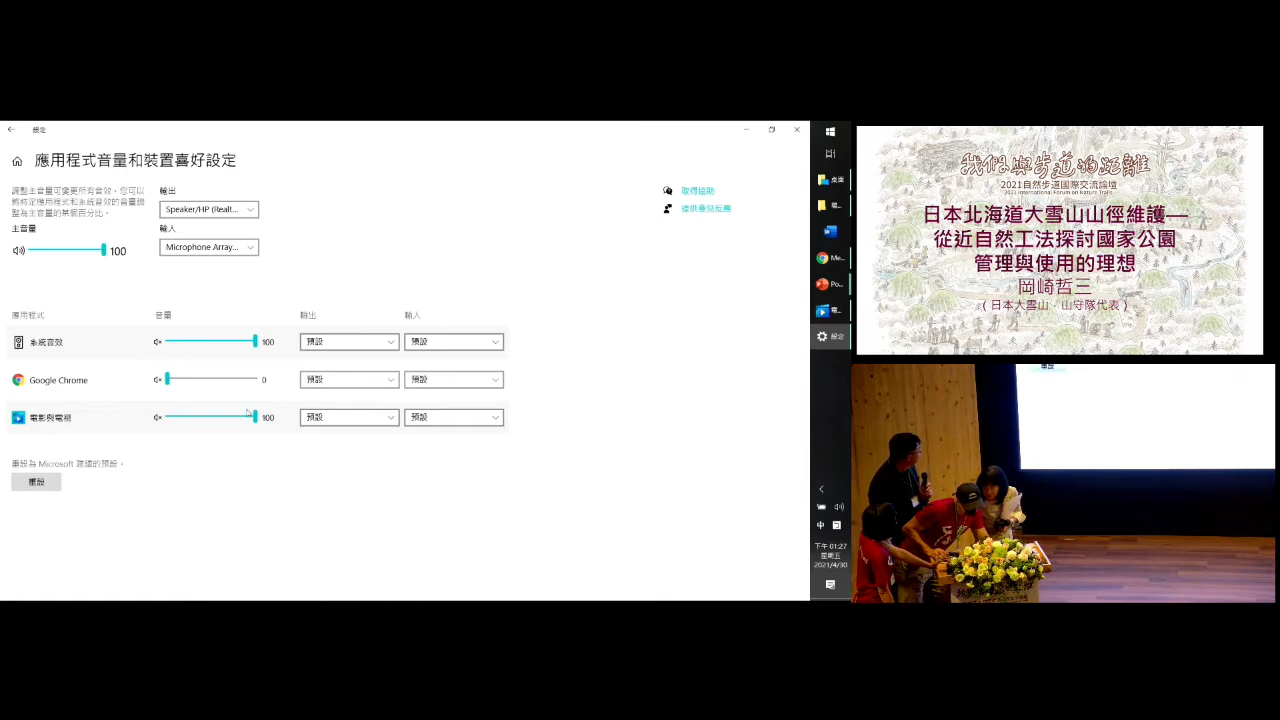 設定
應用程式音量和裝置喜好設定
調整主音量可變更所有音效。您可以
將特定應用程式和系統音效的音量調
整為主音量的某個百分比。
主音量
100
輸出
Speaker/HP (Realt...
輸入
Microphone Array...
取得協助
提供意見反應
應用程式 音量 輸出 輸入
系統音效 100 預設 預設
Google Chrome 0 預設 預設
電影與電視 100 預設 預設
重設為 Microsoft 建議的預設。
重設
桌面
Me...
Po...
電...
設定
中
下午 01:27
星期五
2021/4/30
我們與步道的距離
2021自然步道國際交流論壇
2021 International Forum on Nature Trails
日本北海道大雪山山徑維護—
從近自然工法探討國家公園
管理與使用的理想
岡崎哲三
(日本大雪山．山守隊代表)
重設